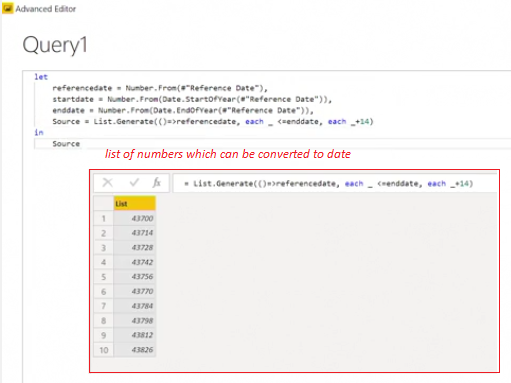 Advanced Editor
Query1
let
referencedate = Number.From(#"Reference Date"),
startdate = Number.From(Date.StartOfYear(#"Reference Date")),
enddate = Number.From(Date.EndOfYear(#"Reference Date")),
Source = List.Generate(()=>referencedate, each _ <=enddate, each _+14)
in
Source
list of numbers which can be converted to date
fx = List.Generate(()=>referencedate, each _ <=enddate, each _+14)
List
1 43700
2 43714
3 43728
4 43742
5 43756
6 43770
7 43784
8 43798
9 43812
10 43826